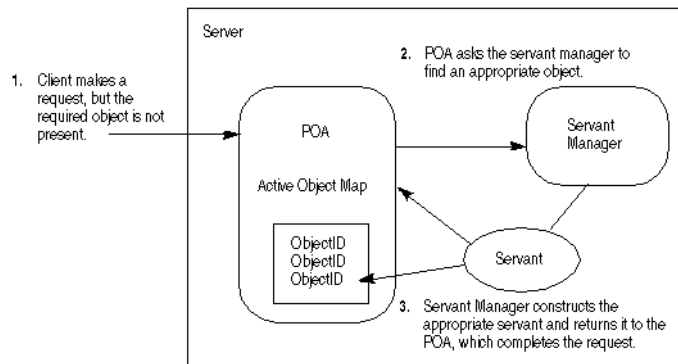 Server
1. Client makes a
request, but the
required object is not
present.
2. POA asks the servant manager to
find an appropriate object.
POA
Active Object Map
ObjectID
ObjectID
ObjectID
Servant
Manager
Servant
3. Servant Manager constructs the
appropriate servant and returns it to the
POA, which completes the request.